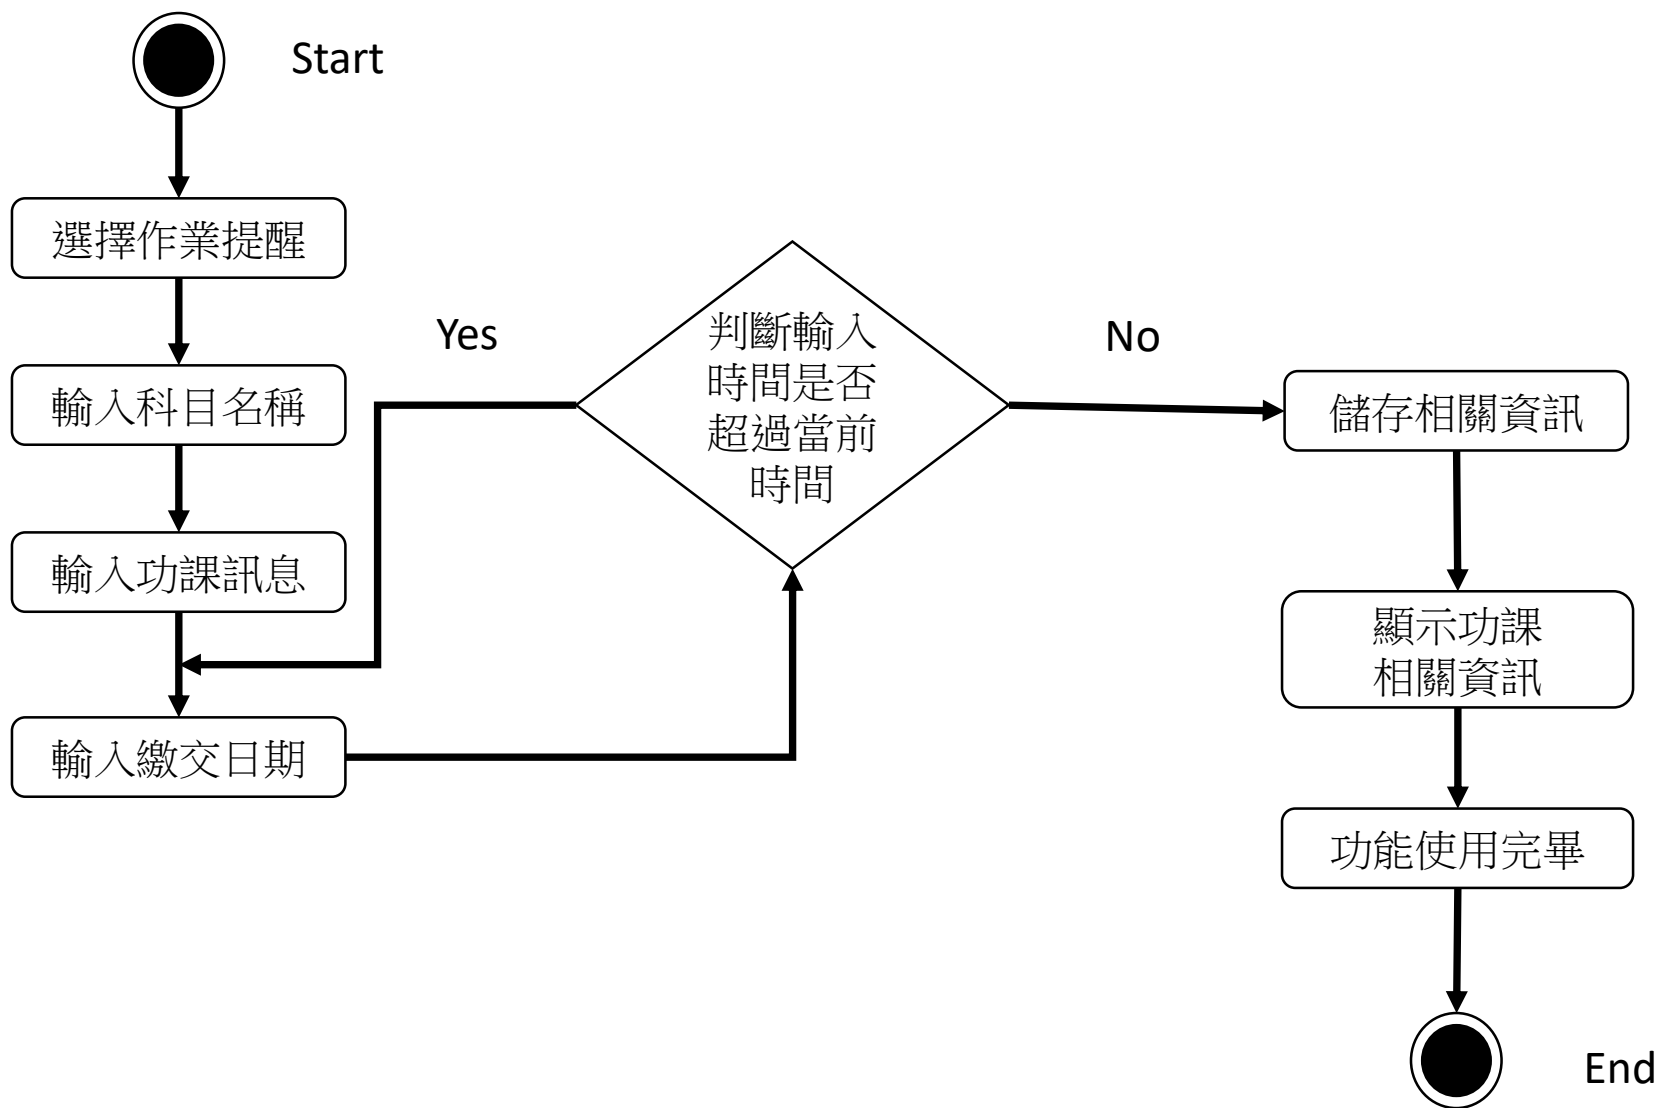 Start
選擇作業提醒
輸入科目名稱
輸入功課訊息
輸入繳交日期
Yes
判斷輸入
時間是否
超過當前
時間
No
儲存相關資訊
顯示功課
相關資訊
功能使用完畢
End